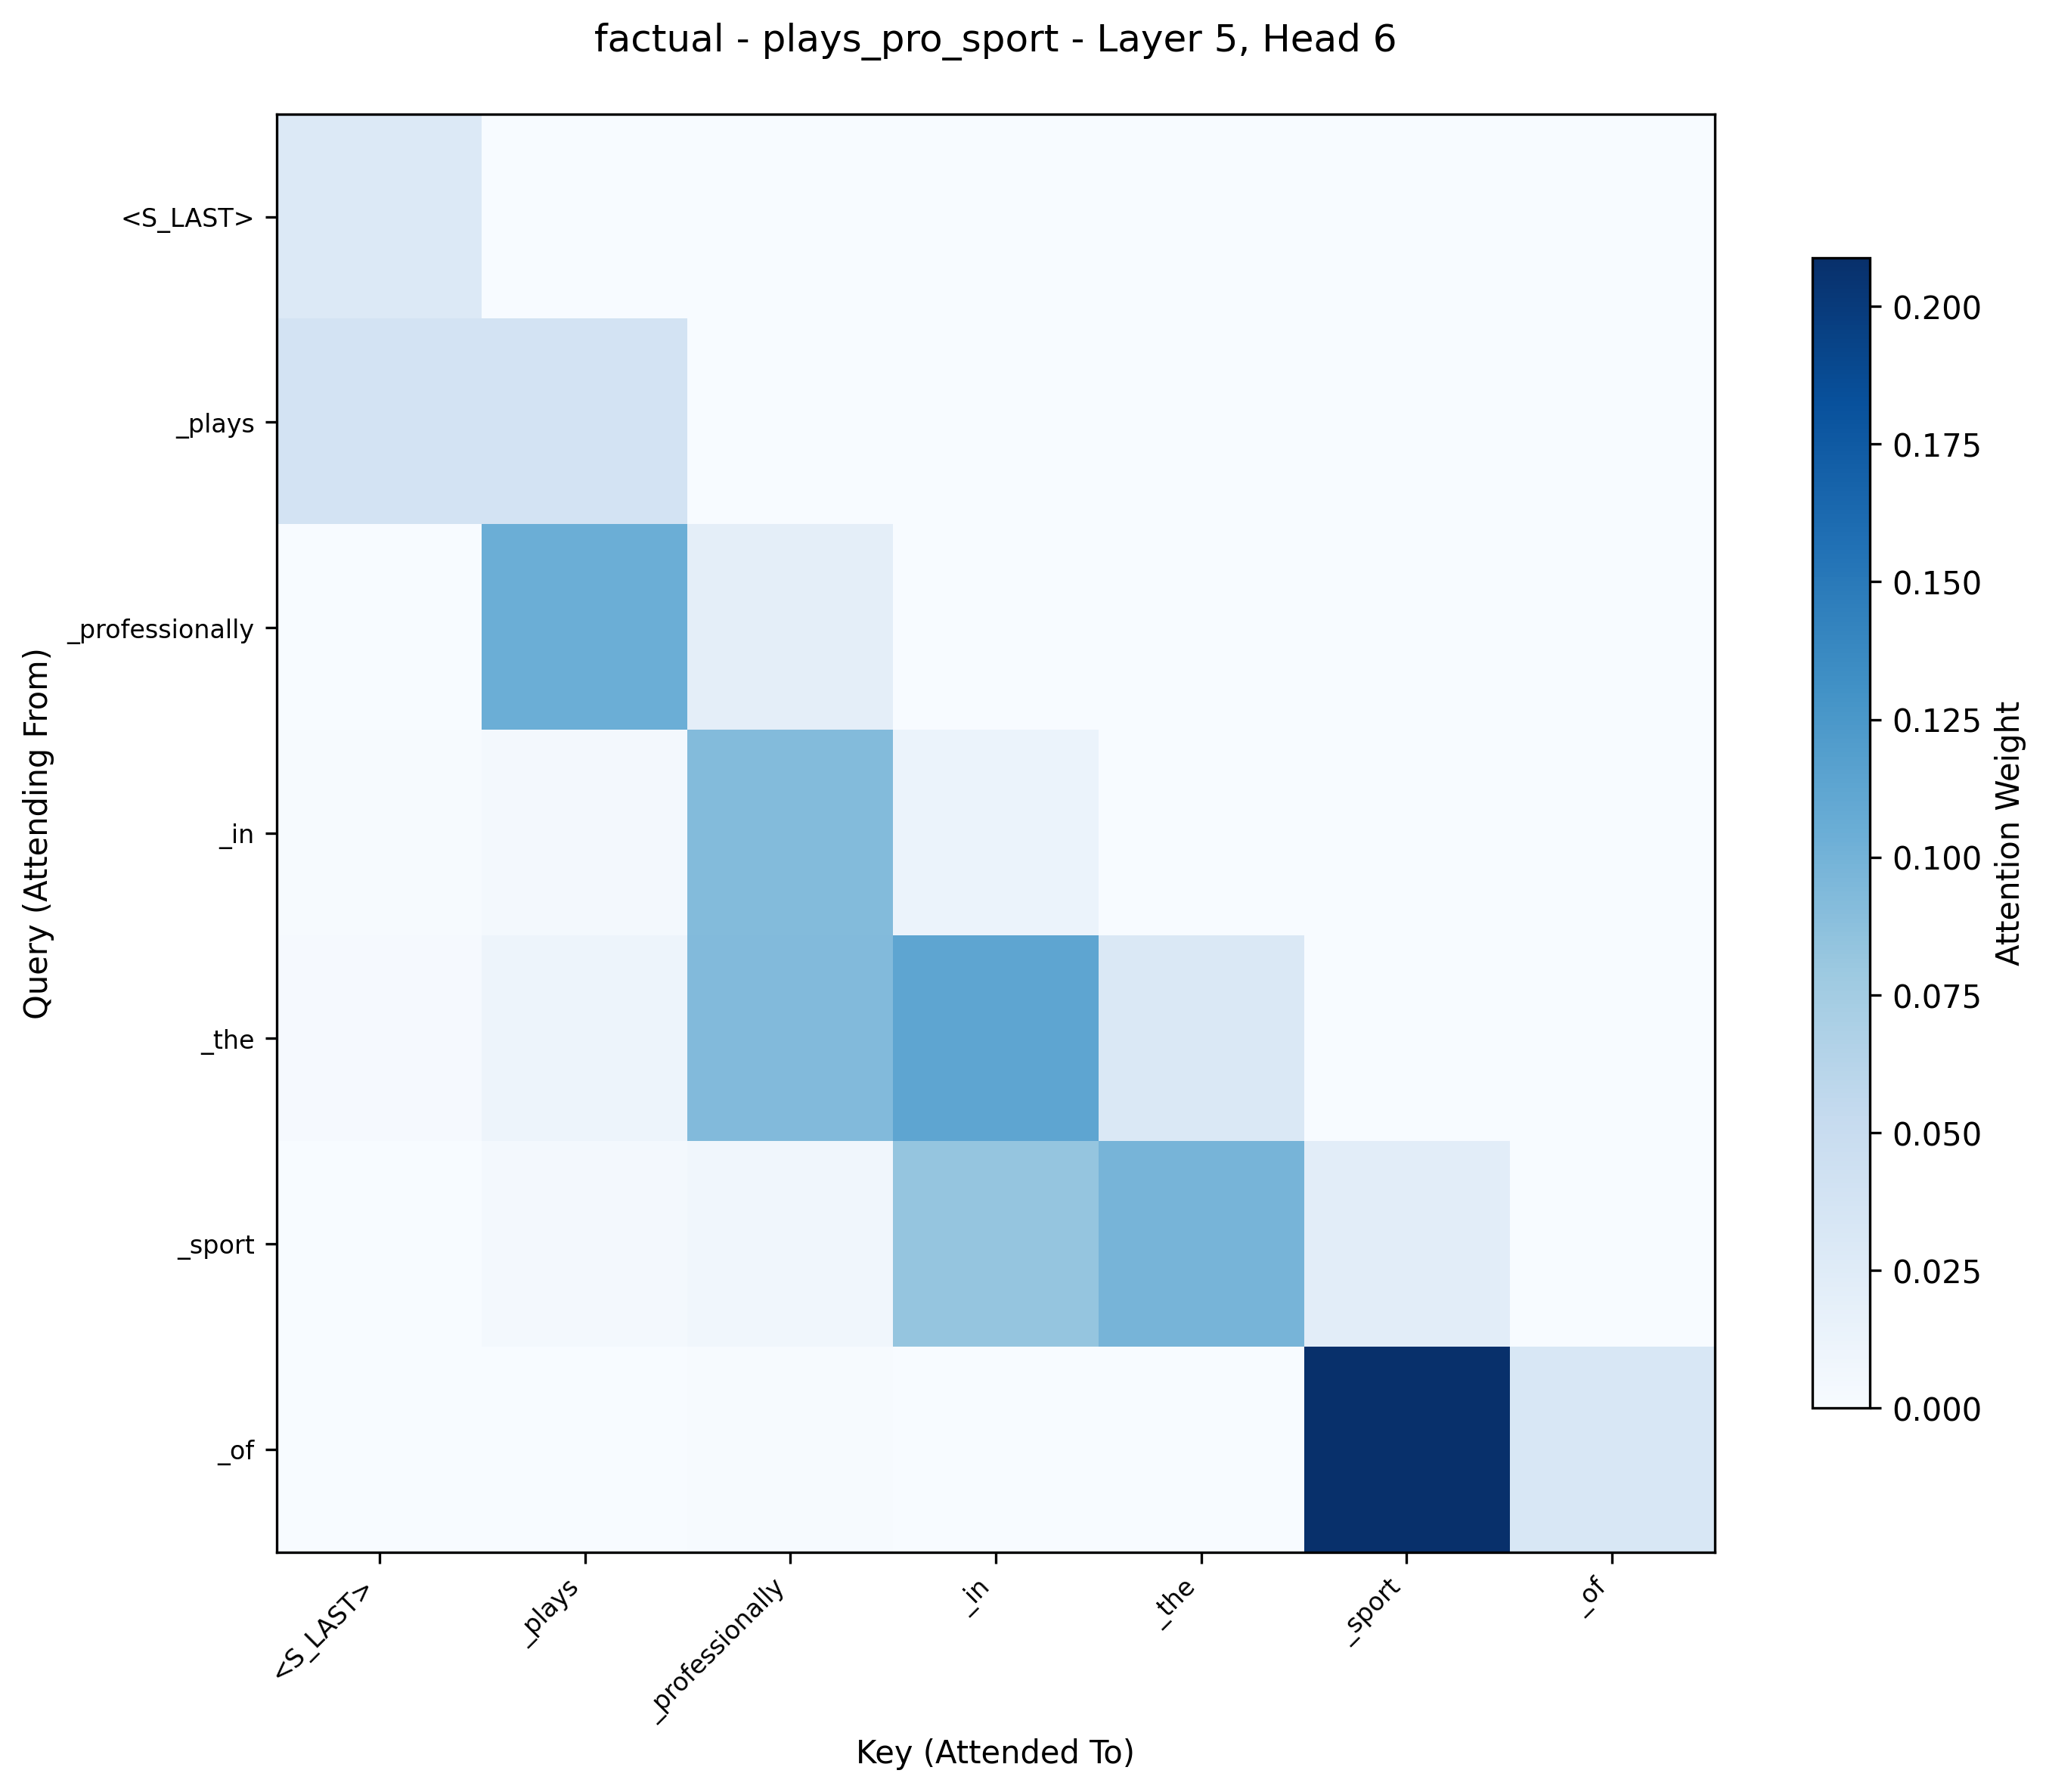 factual - plays_pro_sport - Layer 5, Head 6
Query (Attending From)
<S_LAST>
_plays
_professionally
_in
_the
_sport
_of
<S_LAST>
_plays
_professionally
_in
_the
_sport
_of
Key (Attended To)
0.200
0.175
0.150
0.125
0.100
0.075
0.050
0.025
0.000
Attention Weight